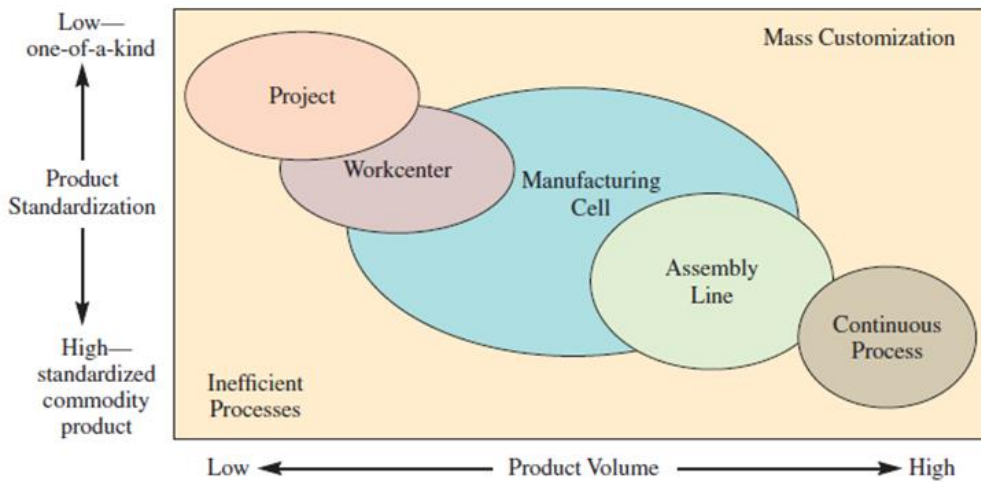 Low—
one-of-a-kind
Product
Standardization
High—
standardized
commodity
product
Mass Customization
Project
Workcenter
Manufacturing
Cell
Assembly
Line
Continuous
Process
Inefficient
Processes
Low
Product Volume
High